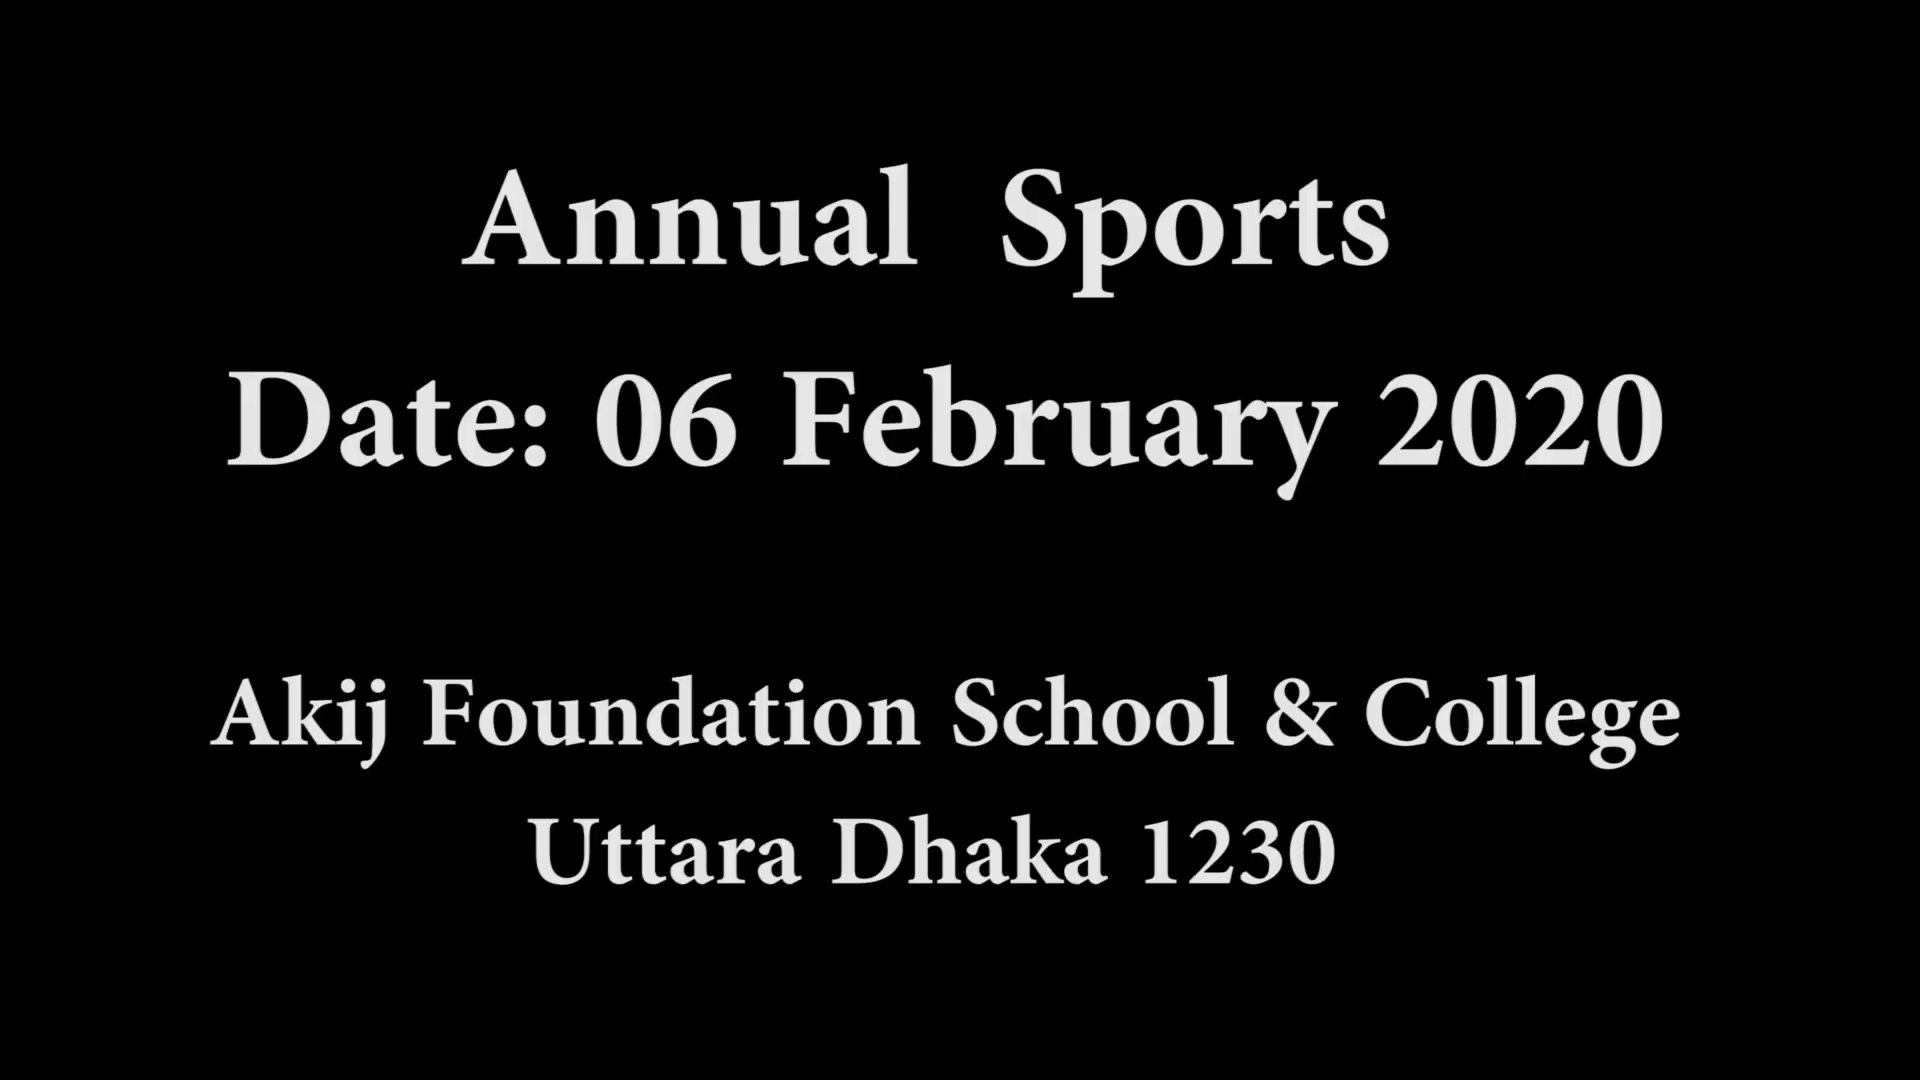 Annual Sports
Date: 06 February 2020
Akij Foundation School & College
Uttara Dhaka 1230